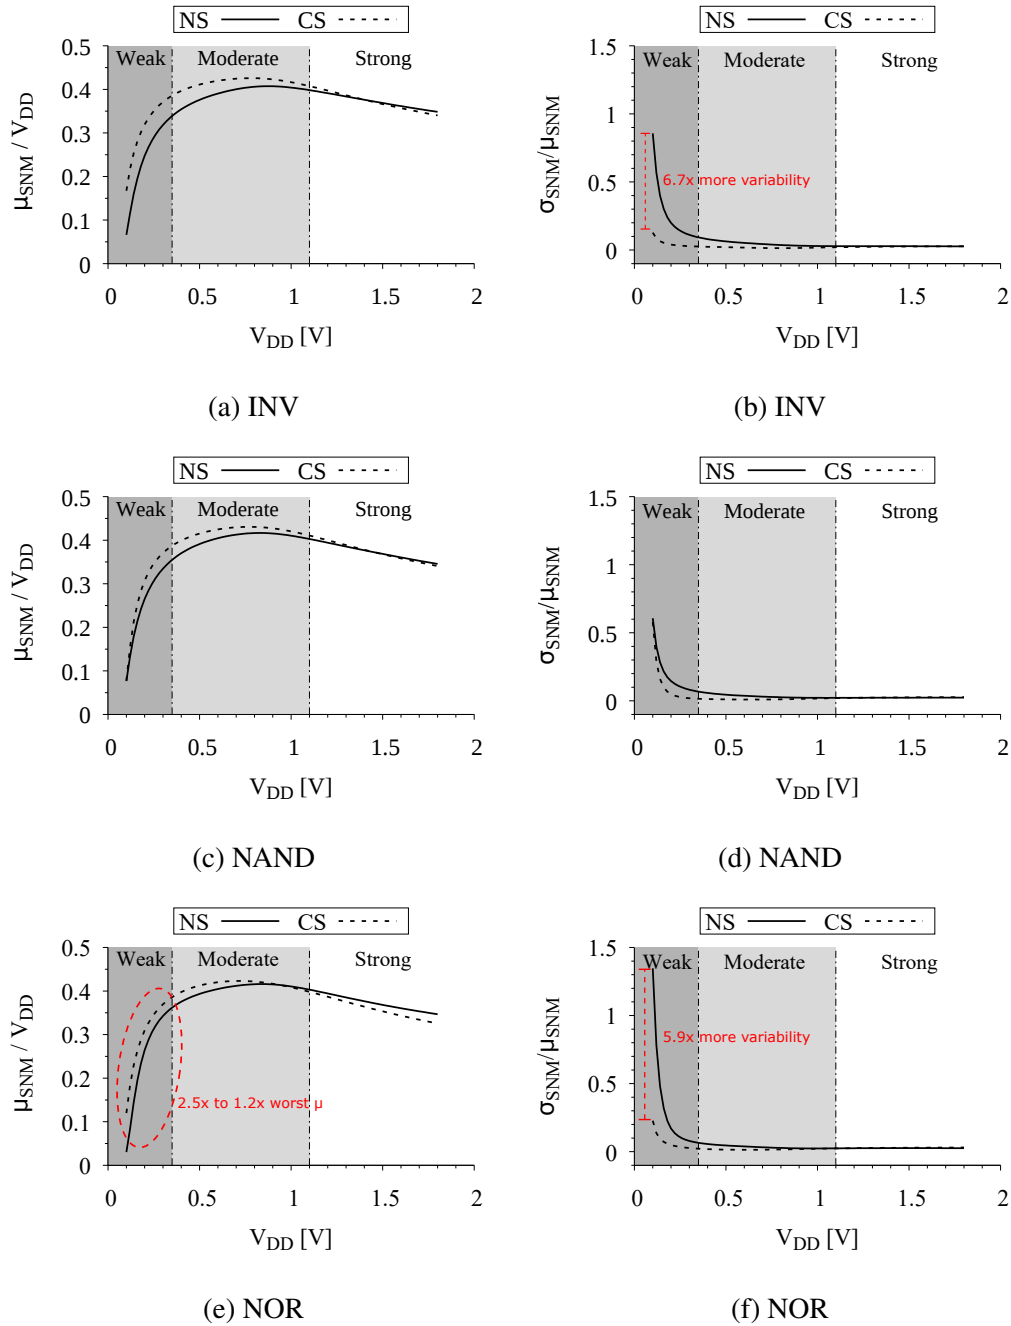 NS CS
0.5
0.4
0.3
0.2
0.1
0
μSNM / VDD
Weak Moderate Strong
0 0.5 1 1.5 2
VDD [V]
(a) INV
NS CS
1.5
1
0.5
0
σSNM/μSNM
Weak Moderate Strong
6.7x more variability
0 0.5 1 1.5 2
VDD [V]
(b) INV
NS CS
0.5
0.4
0.3
0.2
0.1
0
μSNM / VDD
Weak Moderate Strong
0 0.5 1 1.5 2
VDD [V]
(c) NAND
NS CS
1.5
1
0.5
0
σSNM/μSNM
Weak Moderate Strong
0 0.5 1 1.5 2
VDD [V]
(d) NAND
NS CS
0.5
0.4
0.3
0.2
0.1
0
μSNM / VDD
Weak Moderate Strong
2.5x to 1.2x worst μ
0 0.5 1 1.5 2
VDD [V]
(e) NOR
NS CS
1.5
1
0.5
0
σSNM/μSNM
Weak Moderate Strong
5.9x more variability
0 0.5 1 1.5 2
VDD [V]
(f) NOR